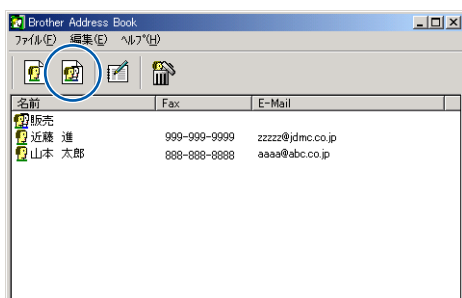 Brother Address Book
ファイル(F) 編集(E) ヘルプ(H)
名前 Fax E-Mail
販売
近藤 進 999-999-9999 zzzzz@jdmc.co.jp
山本 太郎 888-888-8888 aaaa@abc.co.jp